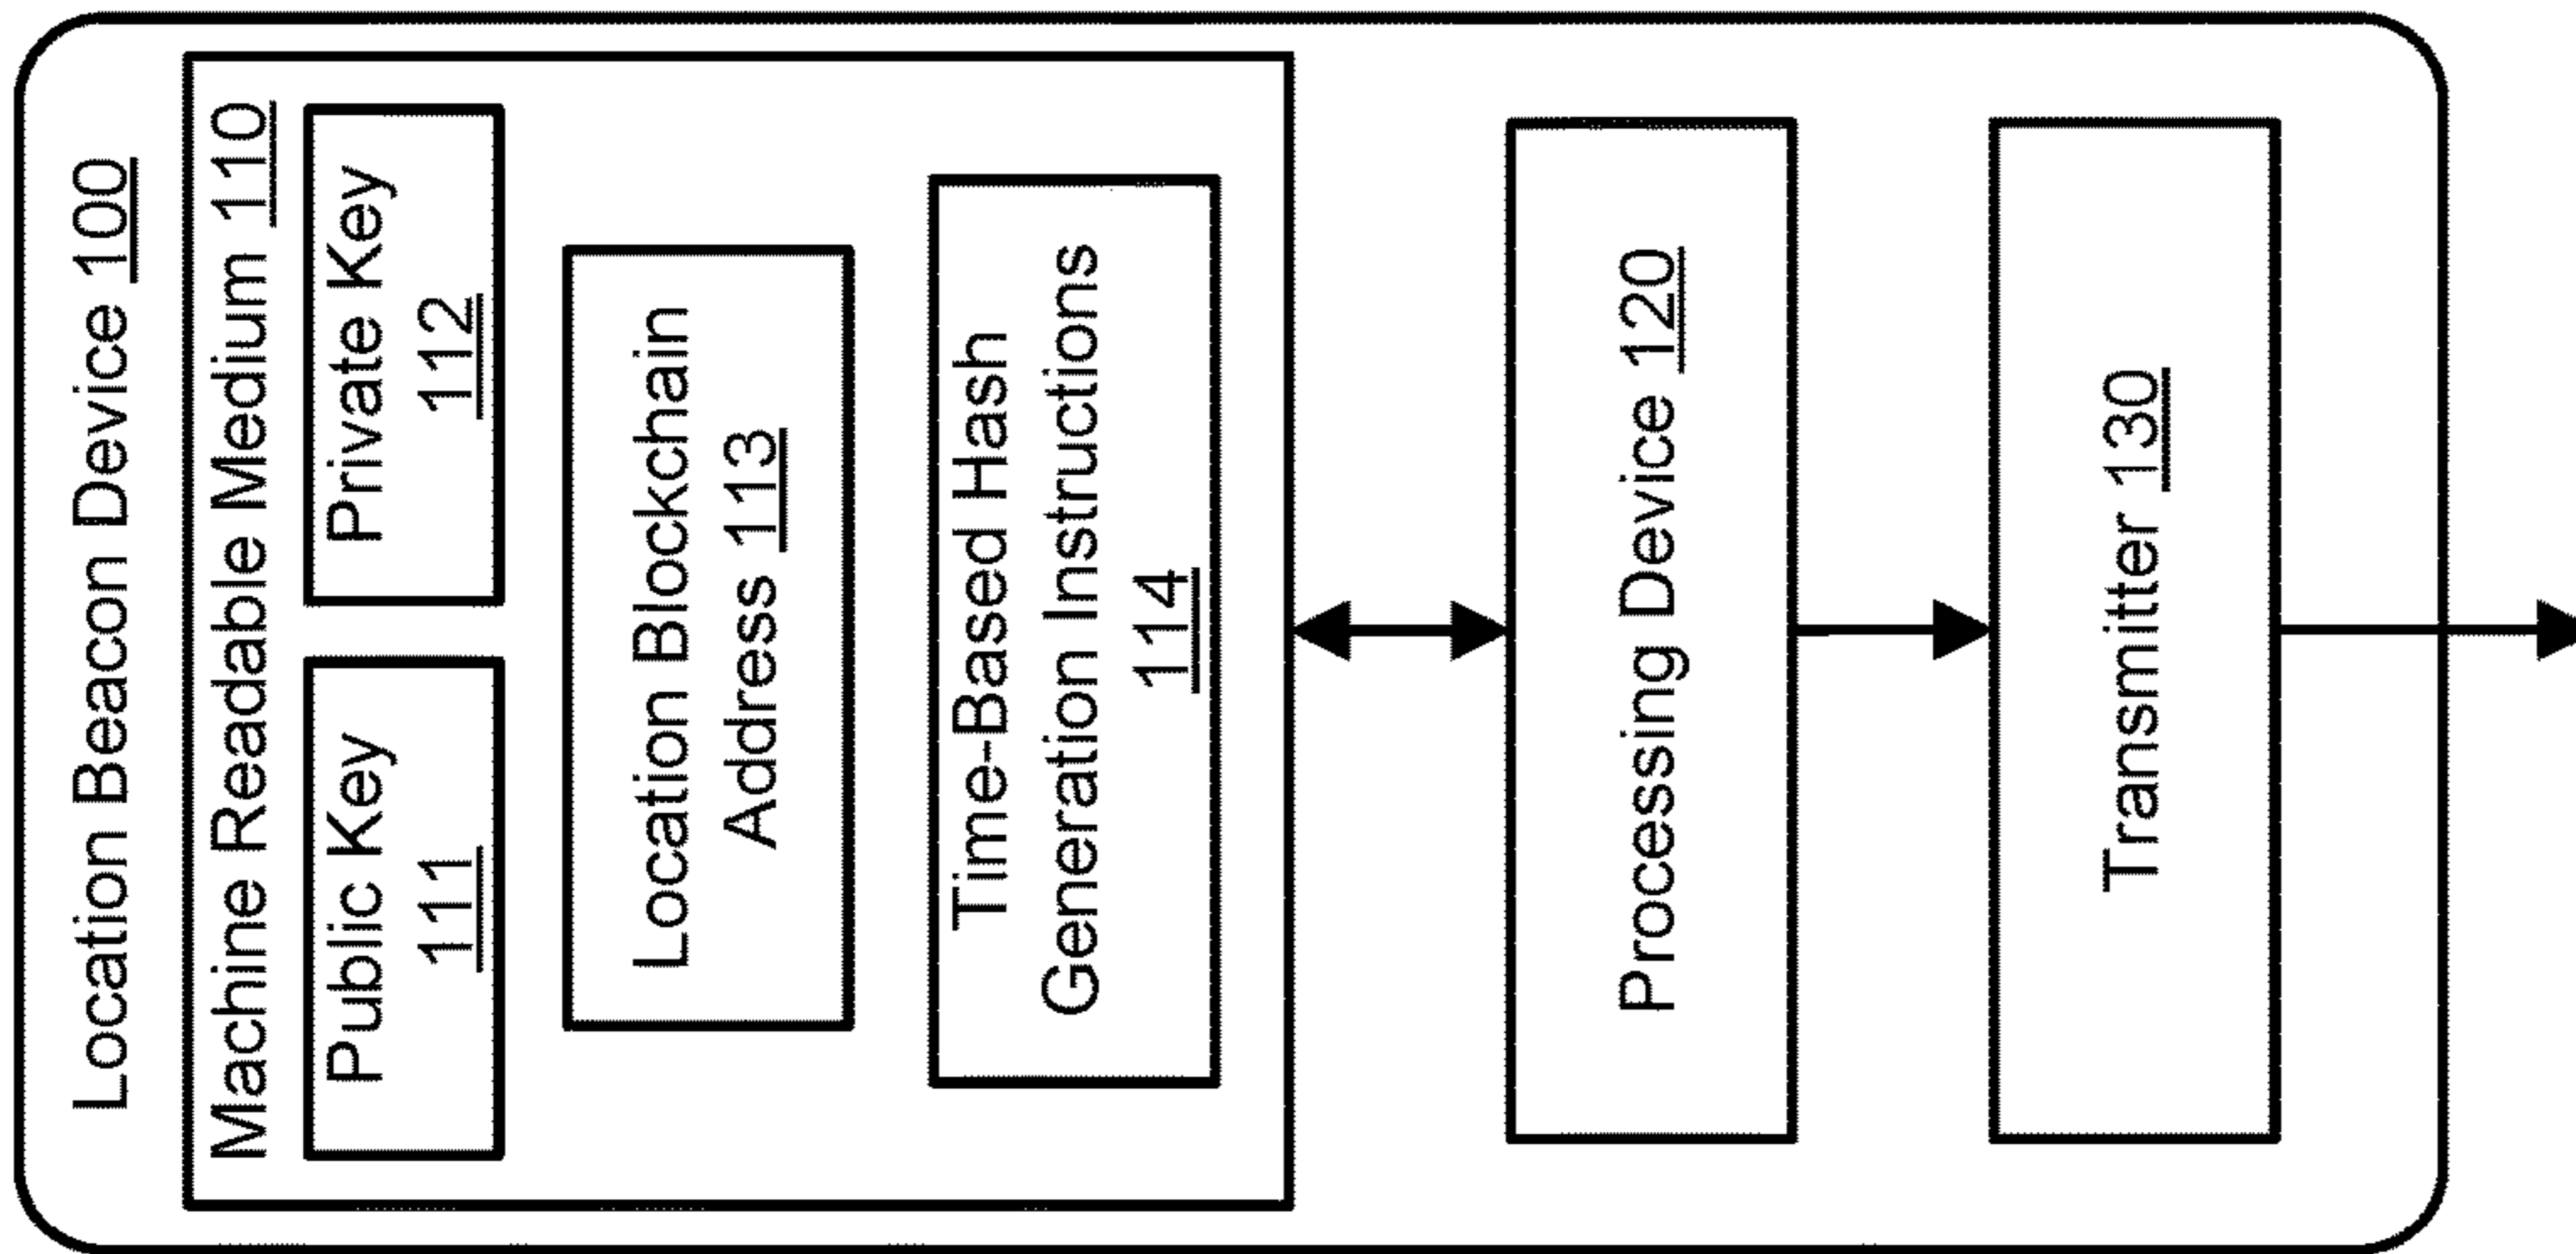 Location Beacon Device 100
Machine Readable Medium 110
Public Key
111
Private Key
112
Location Blockchain
Address 113
Time-Based Hash
Generation Instructions
114
Processing Device 120
Transmitter 130